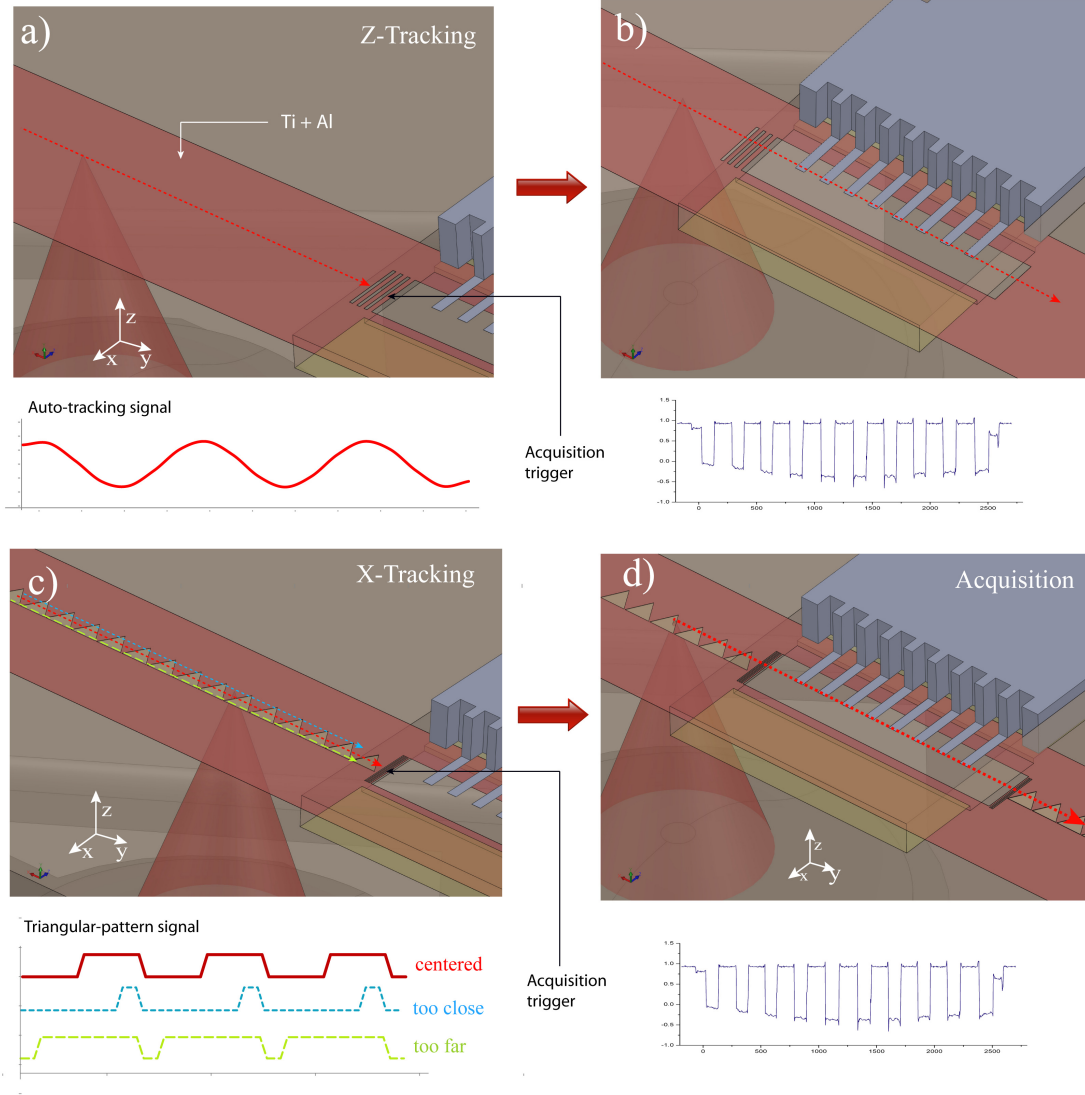 a)
Z-Tracking
Ti + Al
z
x
y
b)
Auto-tracking signal
Acquisition
trigger
1.5
1.0
0.5
0.0
-0.5
-1.0
0
500
1000
1500
2000
2500
c)
X-Tracking
z
x
y
d)
Acquisition
z
x
y
Triangular-pattern signal
centered
too close
too far
Acquisition
trigger
1.5
1.0
0.5
0.0
-0.5
-1.0
0
500
1000
1500
2000
2500